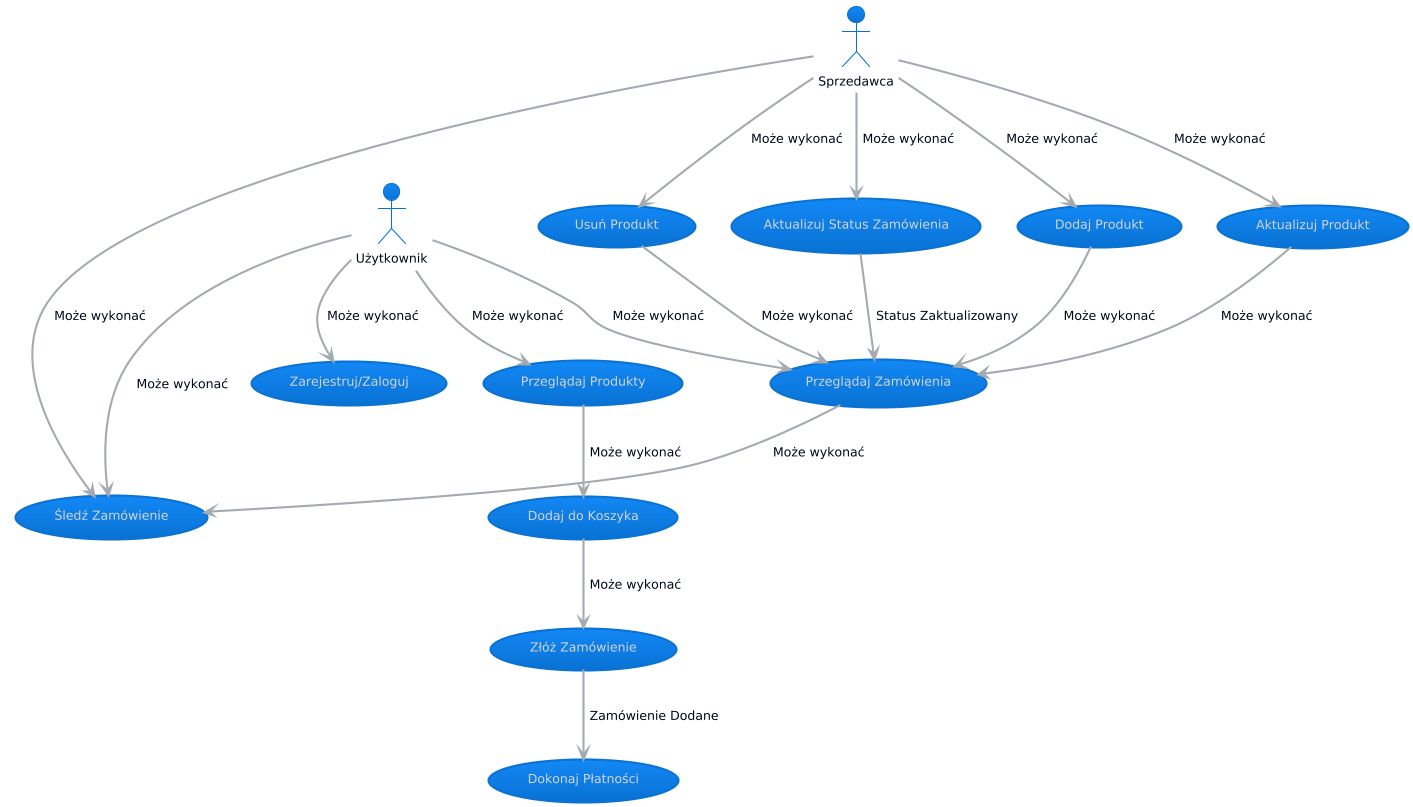 Sprzedawca
Może wykonać
Może wykonać
Może wykonać
Może wykonać
Usuń Produkt
Aktualizuj Status Zamówienia
Dodaj Produkt
Aktualizuj Produkt
Użytkownik
Może wykonać
Może wykonać
Może wykonać
Może wykonać
Może wykonać
Status Zaktualizowany
Może wykonać
Może wykonać
Może wykonać
Zarejestruj/Zaloguj
Przeglądaj Produkty
Przeglądaj Zamówienia
Może wykonać
Może wykonać
Śledź Zamówienie
Dodaj do Koszyka
Może wykonać
Złóż Zamówienie
Zamówienie Dodane
Dokonaj Płatności